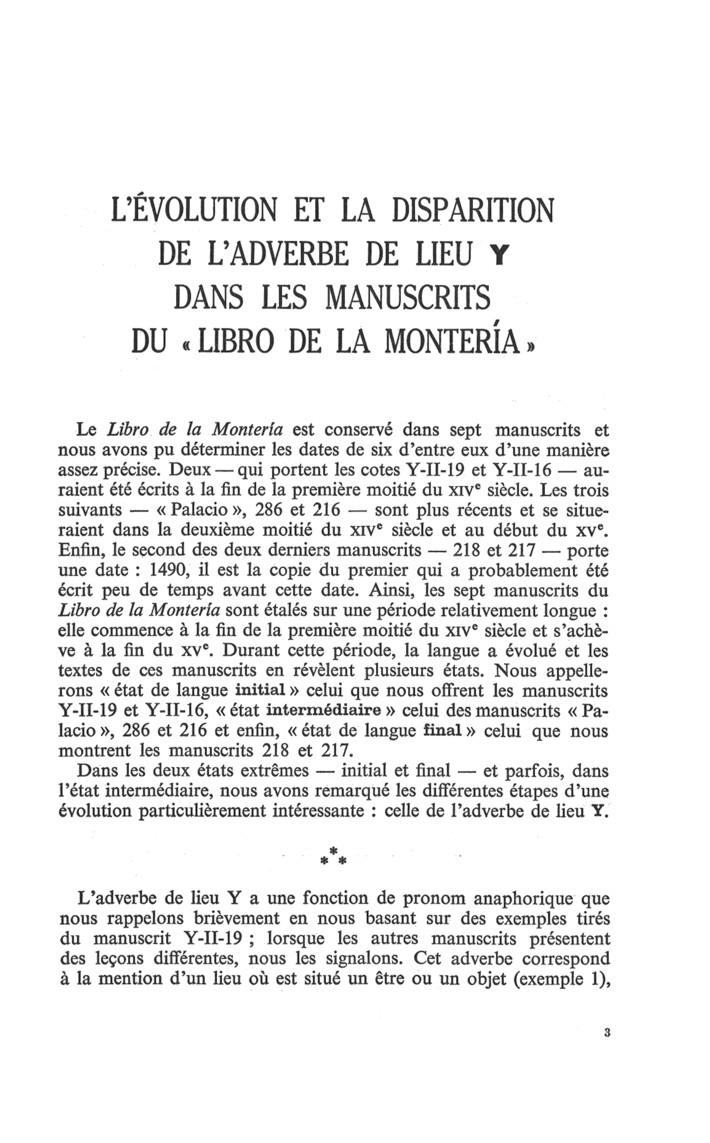 L'ÉVOLUTION ET LA DISPARITION
DE L'ADVERBE DE LIEU Y
DANS LES MANUSCRITS
DU « LIBRO DE LA MONTERÍA »
Le Libro de la Montería est conservé dans sept manuscrits et
nous avons pu déterminer les dates de six d'entre eux d'une manière
assez précise. Deux — qui portent les cotes Y-II-19 et Y-II-16 — au-
raient été écrits à la fin de la première moitié du XIVe siècle. Les trois
suivants — « Palacio », 286 et 216 — sont plus récents et se situe-
raient dans la deuxième moitié du XIVe siècle et au début du XVe.
Enfin, le second des deux derniers manuscrits — 218 et 217 — porte
une date : 1490, il est la copie du premier qui a probablement été
écrit peu de temps avant cette date. Ainsi, les sept manuscrits du
Libro de la Montería sont étalés sur une période relativement longue :
elle commence à la fin de la première moitié du XIVe siècle et s'achè-
ve à la fin du XVe. Durant cette période, la langue a évolué et les
textes de ces manuscrits en révèlent plusieurs états. Nous appelle-
rons « état de langue initial » celui que nous offrent les manuscrits
Y-II-19 et Y-II-16, « état intermédiaire » celui des manuscrits « Pa-
lacio », 286 et 216 et enfin, « état de langue final » celui que nous
montrent les manuscrits 218 et 217.
Dans les deux états extrêmes — initial et final — et parfois, dans
l'état intermédiaire, nous avons remarqué les différentes étapes d'une
évolution particulièrement intéressante : celle de l'adverbe de lieu Y.
***
L'adverbe de lieu Y a une fonction de pronom anaphorique que
nous rappelons brièvement en nous basant sur des exemples tirés
du manuscrit Y-II-19 ; lorsque les autres manuscrits présentent
des leçons différentes, nous les signalons. Cet adverbe correspond
à la mention d'un lieu où est situé un être ou un objet (exemple 1),
3